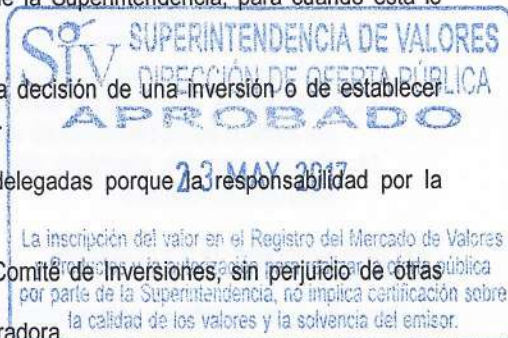 de la Superintendencia, para cuando esta lo
SIV SUPERINTENDENCIA DE VALORES
DIRECCIÓN DE OFERTA PÚBLICA
a decisión de una inversión o de establecer
APROBADO
delegadas porque la responsabilidad por la
23 MAY 2017
La inscripción del valor en el Registro del Mercado de Valores
Comité de Inversiones, sin perjuicio de otras
pública
por parte de la Superintendencia, no implica certificación sobre
la calidad de los valores y la solvencia del emisor.
radora